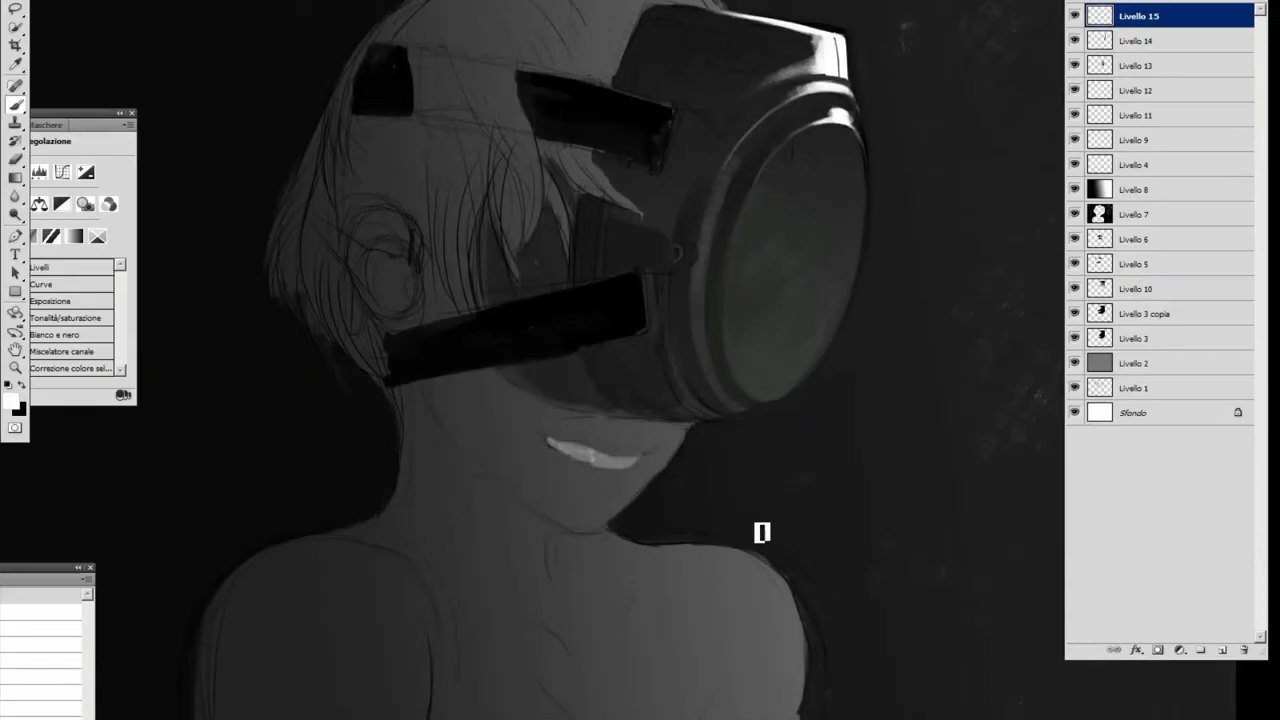 Maschere
egolazione
Livelli
Curve
Esposizione
Tonalità/saturazione
Bianco e nero
Miscelatore canale
Correzione colore sel...
Livello 15
Livello 14
Livello 13
Livello 12
Livello 11
Livello 9
Livello 4
Livello 8
Livello 7
Livello 6
Livello 5
Livello 10
Livello 3 copia
Livello 3
Livello 2
Livello 1
Sfondo